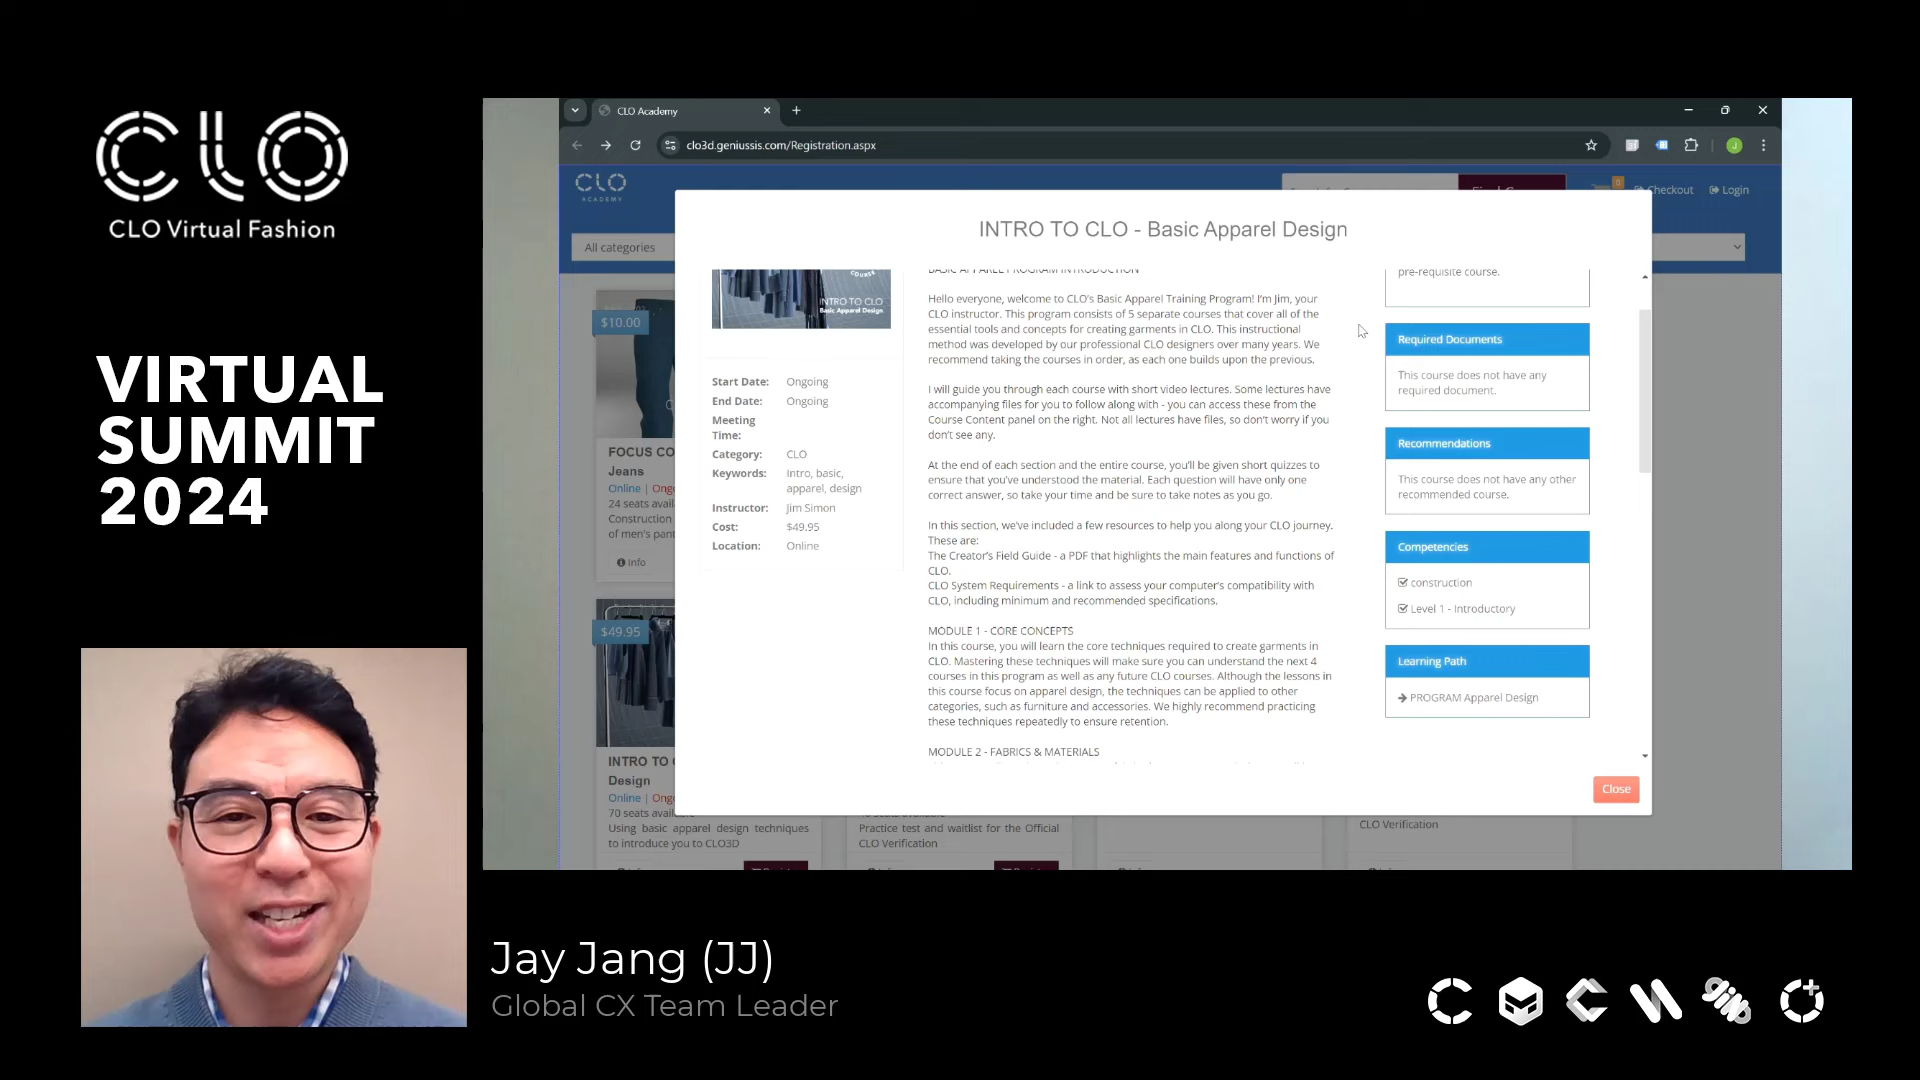 CLO
CLO Virtual Fashion
VIRTUAL
SUMMIT
2024
CLO Academy
clo3d.geniussis.com/Registration.aspx
CLO
ACADEMY
0
Checkout
Login
All categories
INTRO TO CLO - Basic Apparel Design
INTRO TO CLO
Basic Apparel Design
Start Date: Ongoing
End Date: Ongoing
Meeting
Time:
Category: CLO
Keywords: Intro, basic,
apparel, design
Instructor: Jim Simon
Cost: $49.95
Location: Online
BASIC APPAREL PROGRAM INTRODUCTION
Hello everyone, welcome to CLO's Basic Apparel Training Program! I'm Jim, your
CLO instructor. This program consists of 5 separate courses that cover all of the
essential tools and concepts for creating garments in CLO. This instructional
method was developed by our professional CLO designers over many years. We
recommend taking the courses in order, as each one builds upon the previous.
I will guide you through each course with short video lectures. Some lectures have
accompanying files for you to follow along with - you can access these from the
Course Content panel on the right. Not all lectures have files, so don't worry if you
don't see any.
At the end of each section and the entire course, you'll be given short quizzes to
ensure that you've understood the material. Each question will have only one
correct answer, so take your time and be sure to take notes as you go.
In this section, we've included a few resources to help you along your CLO journey.
These are:
The Creator's Field Guide - a PDF that highlights the main features and functions of
CLO.
CLO System Requirements - a link to assess your computer's compatibility with
CLO, including minimum and recommended specifications.
MODULE 1 - CORE CONCEPTS
In this course, you will learn the core techniques required to create garments in
CLO. Mastering these techniques will make sure you can understand the next 4
courses in this program as well as any future CLO courses. Although the lessons in
this course focus on apparel design, the techniques can be applied to other
categories, such as furniture and accessories. We highly recommend practicing
these techniques repeatedly to ensure retention.
MODULE 2 - FABRICS & MATERIALS
pre-requisite course.
Required Documents
This course does not have any
required document.
Recommendations
This course does not have any other
recommended course.
Competencies
construction
Level 1 - Introductory
Learning Path
PROGRAM Apparel Design
Close
$10.00
FOCUS CO
Jeans
Online | Ongo
24 seats avail
Construction
of men's pant
Info
$49.95
INTRO TO
Design
Online | Ong
70 seats availa
Using basic apparel design techniques
to introduce you to CLO3D
Practice test and waitlist for the Official
CLO Verification
CLO Verification
Jay Jang (JJ)
Global CX Team Leader